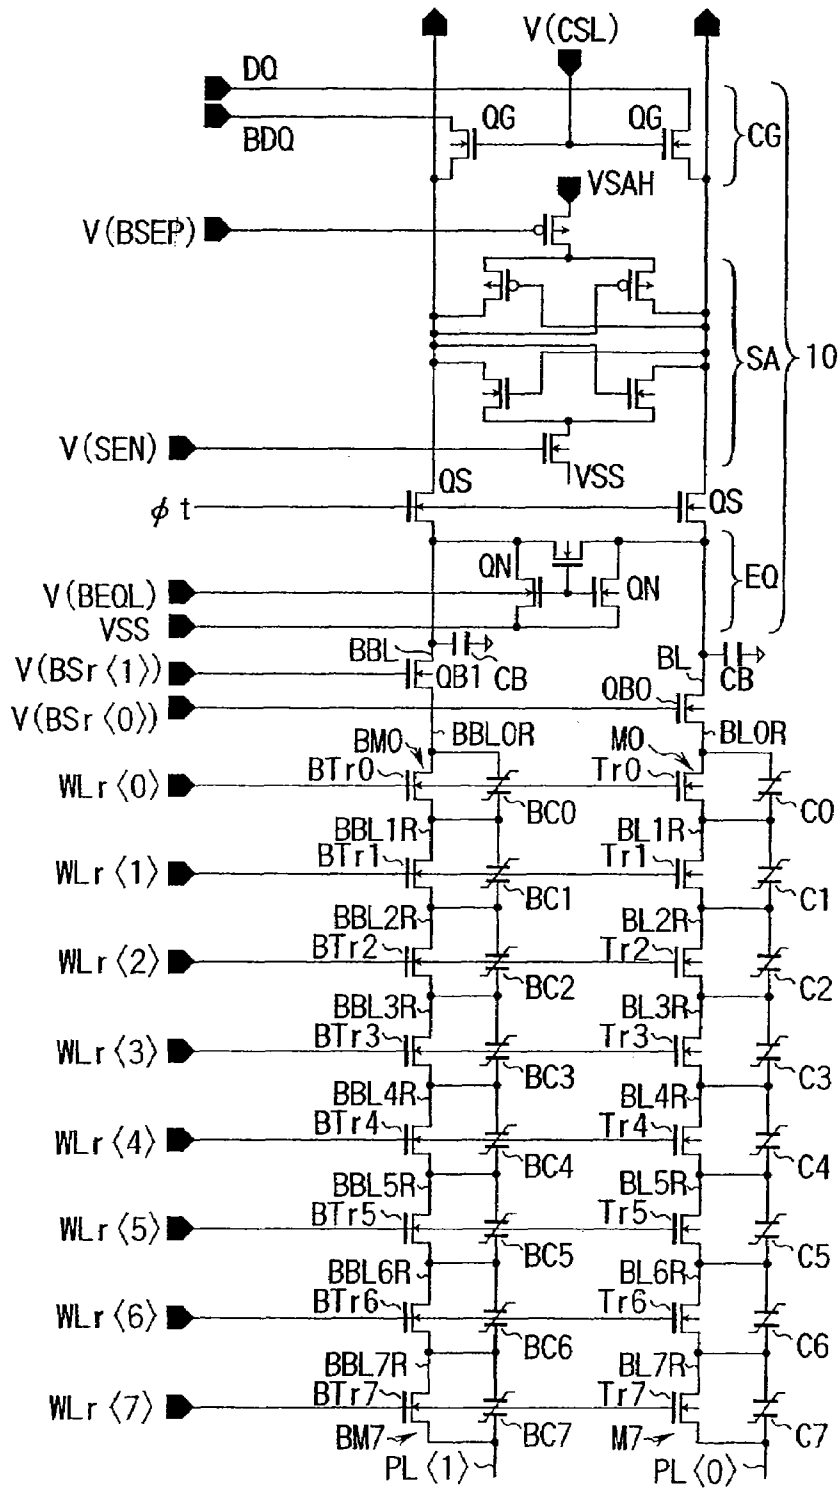 V(CSL)
DQ
BDQ
QG
QG
CG
VSAH
V(BSEP)
SA
10
V(SEN)
VSS
QS
QS
φt
QN
QN
EQ
V(BEQL)
VSS
BBL
BL
V(BSr⟨1⟩)
QB1
CB
CB
V(BSr⟨0⟩)
QB0
BM0
BBL0R
M0
BL0R
WLr⟨0⟩
BTr0
BC0
Tr0
C0
BBL1R
BL1R
WLr⟨1⟩
BTr1
BC1
Tr1
C1
BBL2R
BL2R
WLr⟨2⟩
BTr2
BC2
Tr2
C2
BBL3R
BL3R
WLr⟨3⟩
BTr3
BC3
Tr3
C3
BBL4R
BL4R
WLr⟨4⟩
BTr4
BC4
Tr4
C4
BBL5R
BL5R
WLr⟨5⟩
BTr5
BC5
Tr5
C5
BBL6R
BL6R
WLr⟨6⟩
BTr6
BC6
Tr6
C6
BBL7R
BL7R
WLr⟨7⟩
BTr7
BC7
Tr7
C7
BM7
M7
PL⟨1⟩
PL⟨0⟩